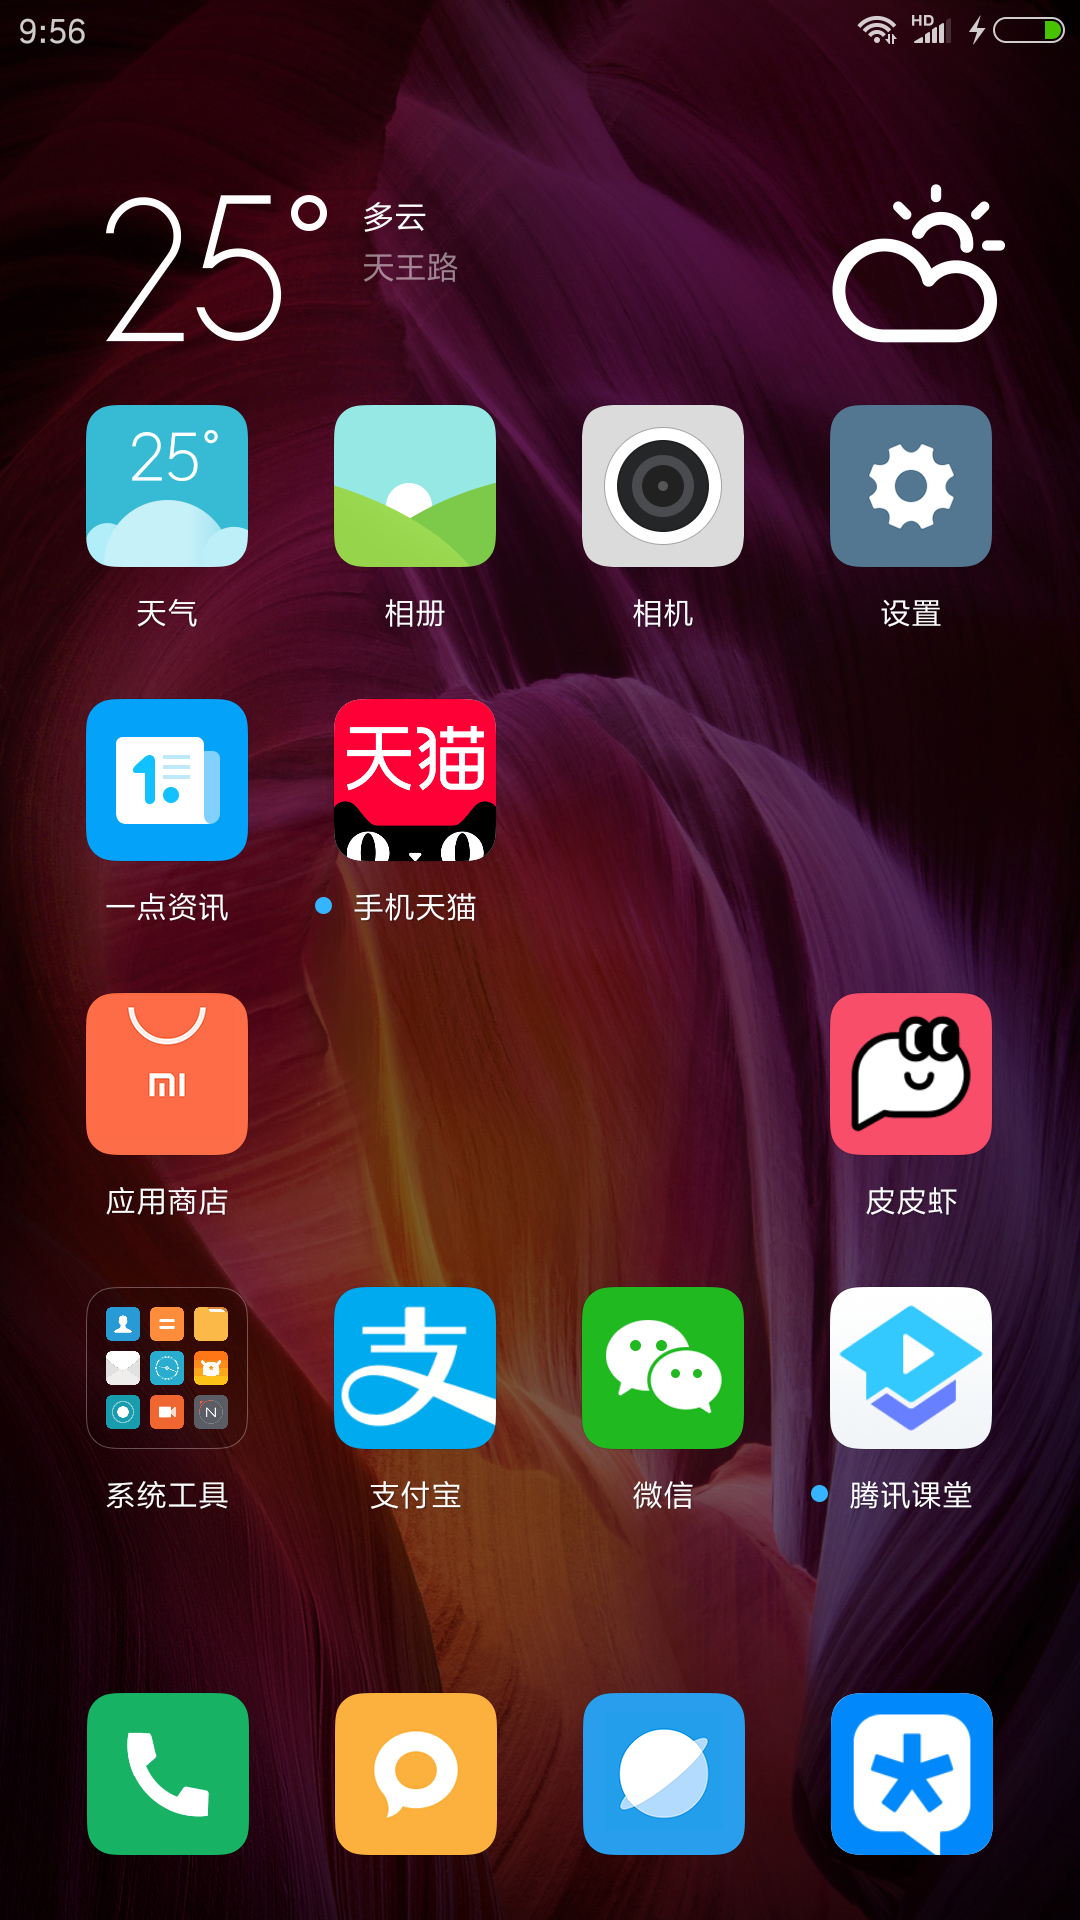 9:56
HD
25°
多云
天王路
25°
天气
相册
相机
设置
1.
天猫
一点资讯
手机天猫
mi
应用商店
皮皮虾
N
支
系统工具
支付宝
微信
腾讯课堂